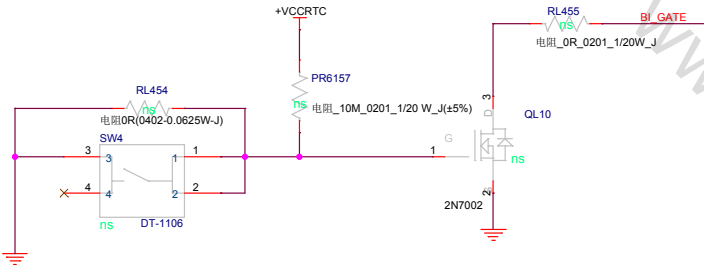 RL455
BI_GATE
ns
电阻_0R_0201_1/20W_J
+VCCRTC
PR6157
ns
电阻_10M_0201_1/20 W_J(±5%)
RL454
ns
电阻0R(0402-0.0625W-J)
SW4
3
3
1
1
4
4
2
2
ns
DT-1106
3
D
QL10
G
1
ns
S
2
2N7002
WW